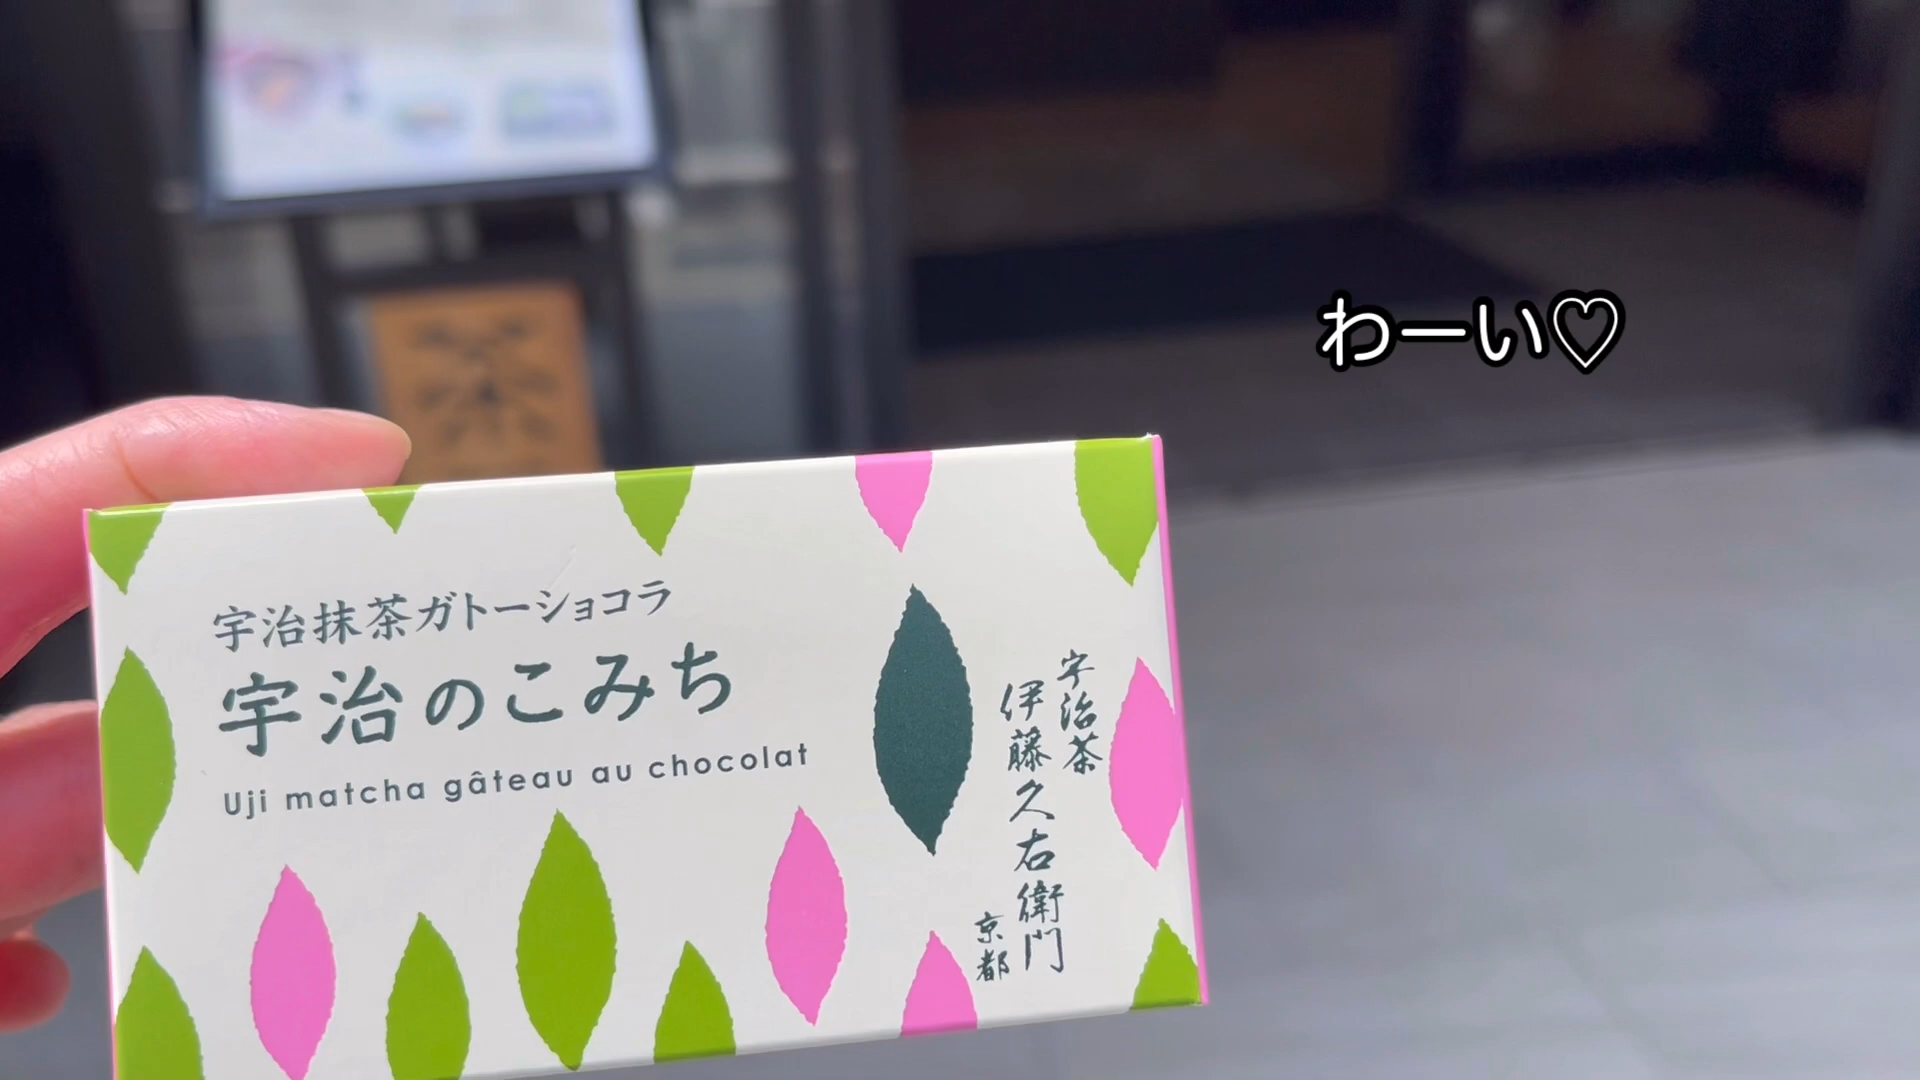 わーい♡
宇治抹茶ガトーショコラ
宇治のこみち
Uji matcha gâteau au chocolat
宇治茶
伊藤久右衛門
京都
茶